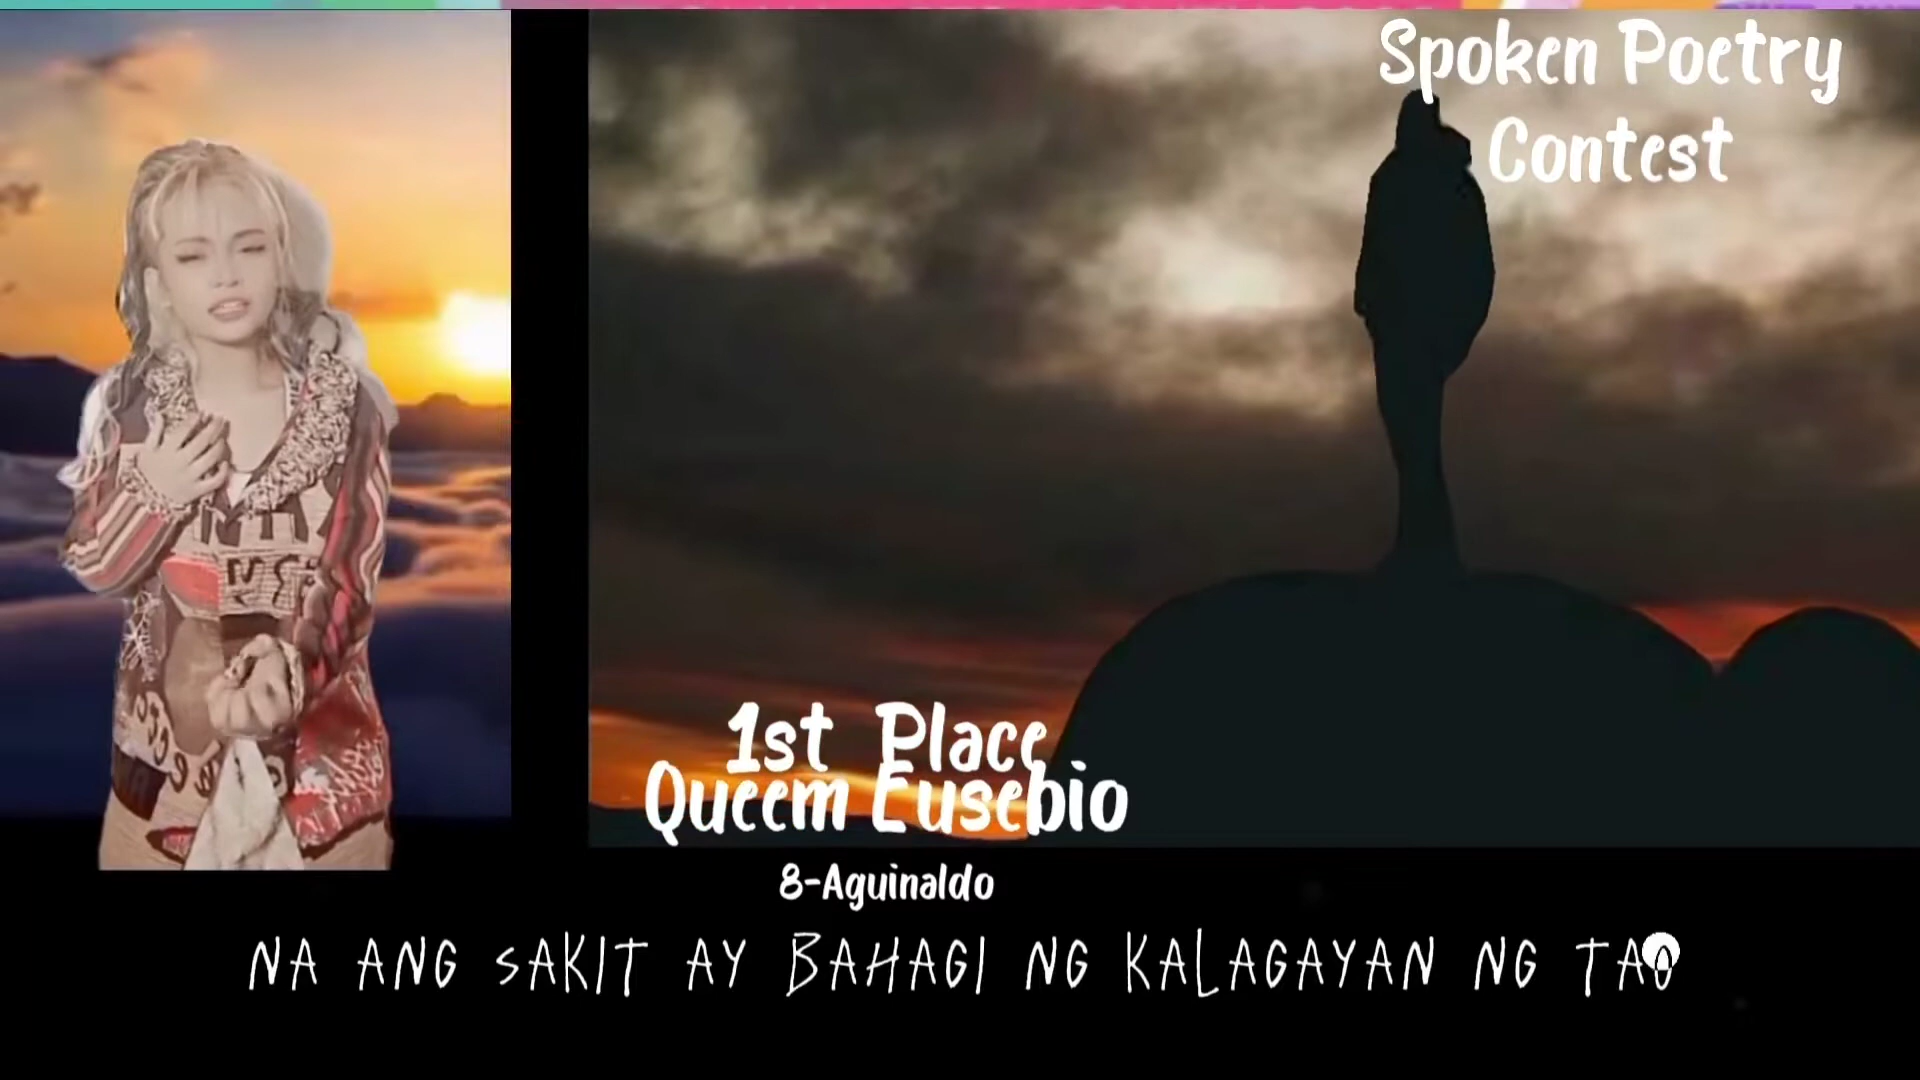 Spoken Poetry
Contest
1st Place
Queem Eusebio
8-Aguinaldo
NA ANG SAKIT AY BAHAGI NG KALAGAYAN NG TAO